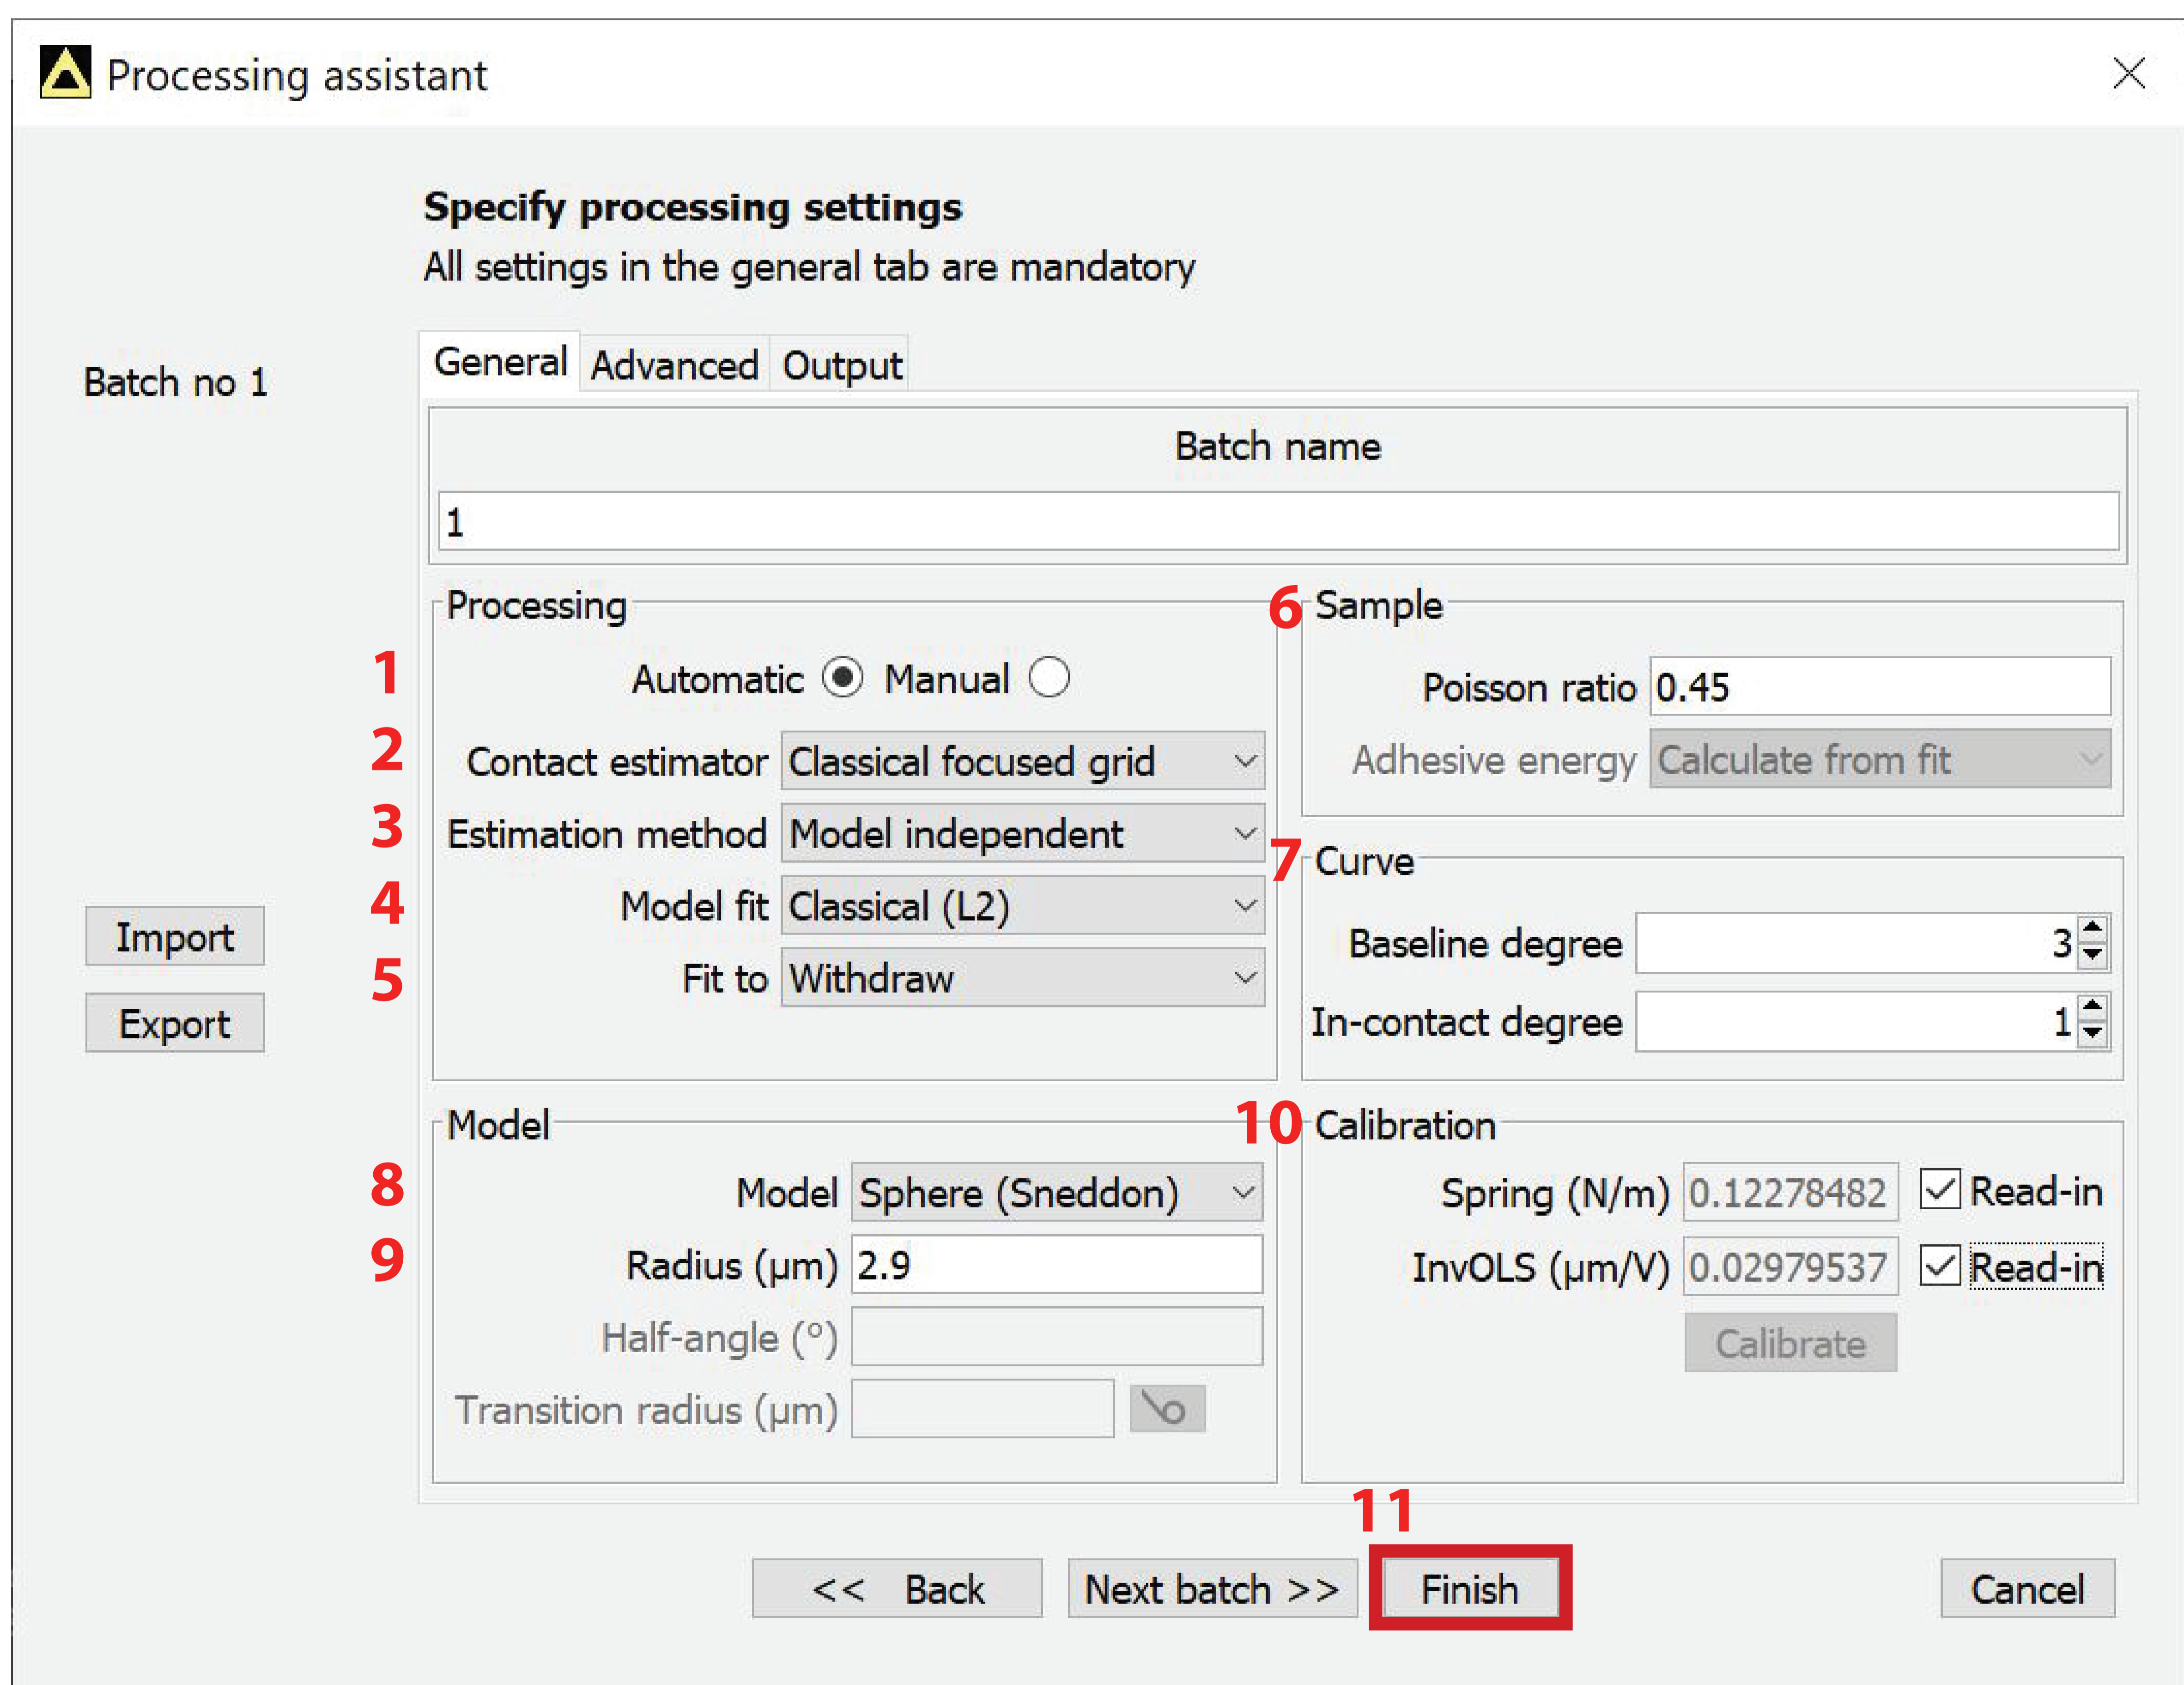 Processing assistant
Specify processing settings
All settings in the general tab are mandatory
Batch no 1
General Advanced Output
Batch name
1
Processing
1 Automatic Manual
2 Contact estimator Classical focused grid
3 Estimation method Model independent
4 Model fit Classical (L2)
5 Fit to Withdraw
6 Sample
Poisson ratio 0.45
Adhesive energy Calculate from fit
7 Curve
Baseline degree 3
In-contact degree 1
Import
Export
Model
8 Model Sphere (Sneddon)
9 Radius (µm) 2.9
Half-angle (°)
Transition radius (µm)
10 Calibration
Spring (N/m) 0.12278482 Read-in
InvOLS (µm/V) 0.02979537 Read-in
Calibrate
11
<< Back Next batch >> Finish Cancel